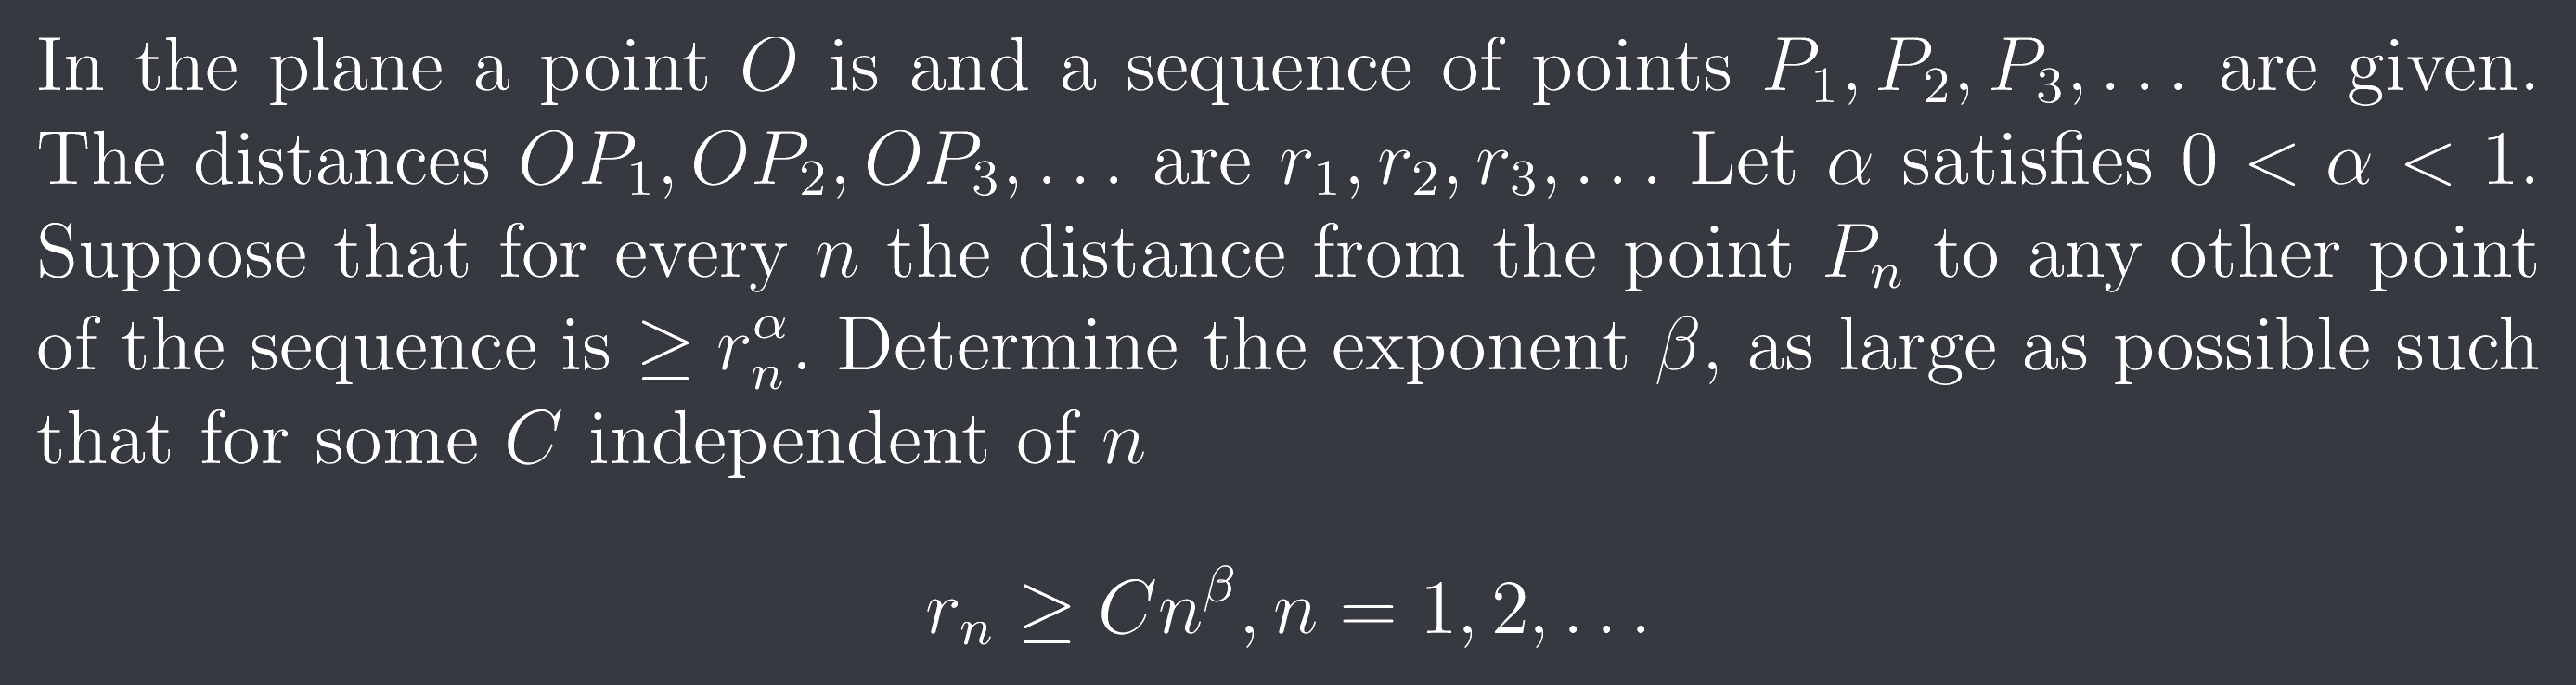 In the plane a point $O$ is and a sequence of points $P_1, P_2, P_3, \ldots$ are given.
The distances $OP_1, OP_2, OP_3, \ldots$ are $r_1, r_2, r_3, \ldots$ Let $\alpha$ satisfies $0 < \alpha < 1$.
Suppose that for every $n$ the distance from the point $P_n$ to any other point
of the sequence is $\geq r_n^\alpha$. Determine the exponent $\beta$, as large as possible such
that for some $C$ independent of $n$
$r_n \geq Cn^\beta, n = 1, 2, \ldots$